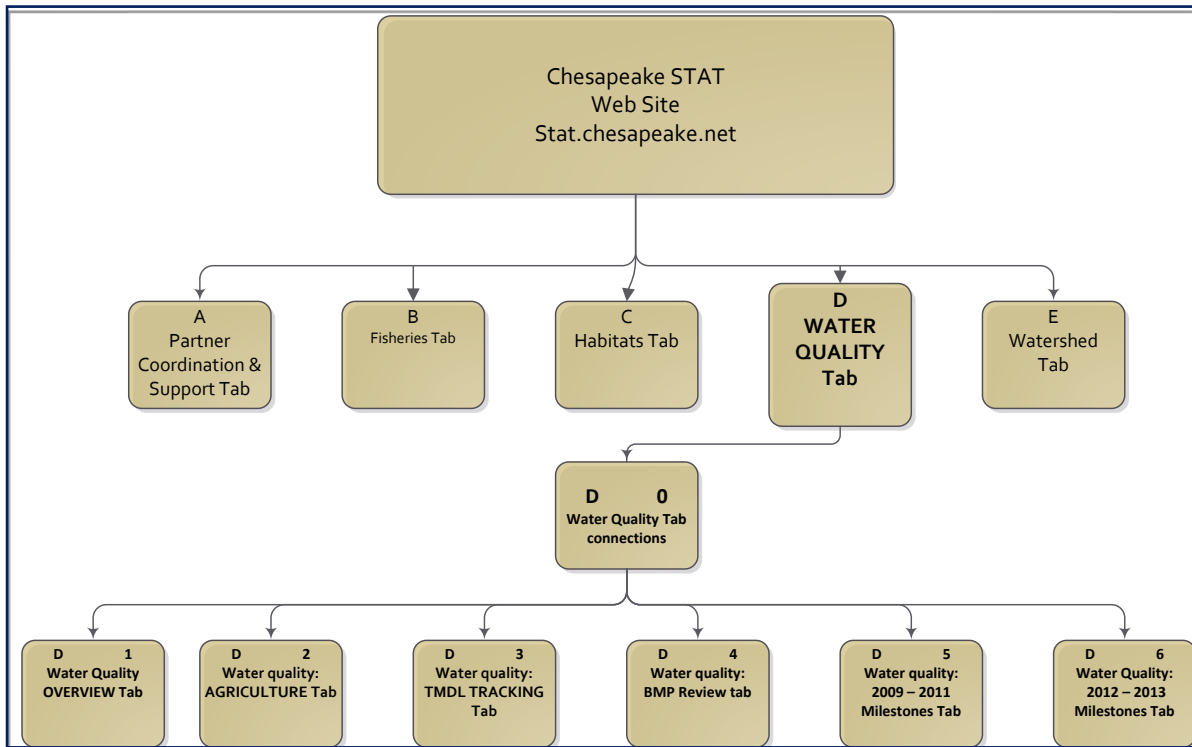 Chesapeake STAT
Web Site
Stat.chesapeake.net
A
Partner
Coordination &
Support Tab
B
Fisheries Tab
C
Habitats Tab
D
WATER
QUALITY
Tab
E
Watershed
Tab
D 0
Water Quality Tab
connections
D 1
Water Quality
OVERVIEW Tab
D 2
Water quality:
AGRICULTURE Tab
D 3
Water quality:
TMDL TRACKING
Tab
D 4
Water quality:
BMP Review tab
D 5
Water quality:
2009 – 2011
Milestones Tab
D 6
Water Quality:
2012 – 2013
Milestones Tab